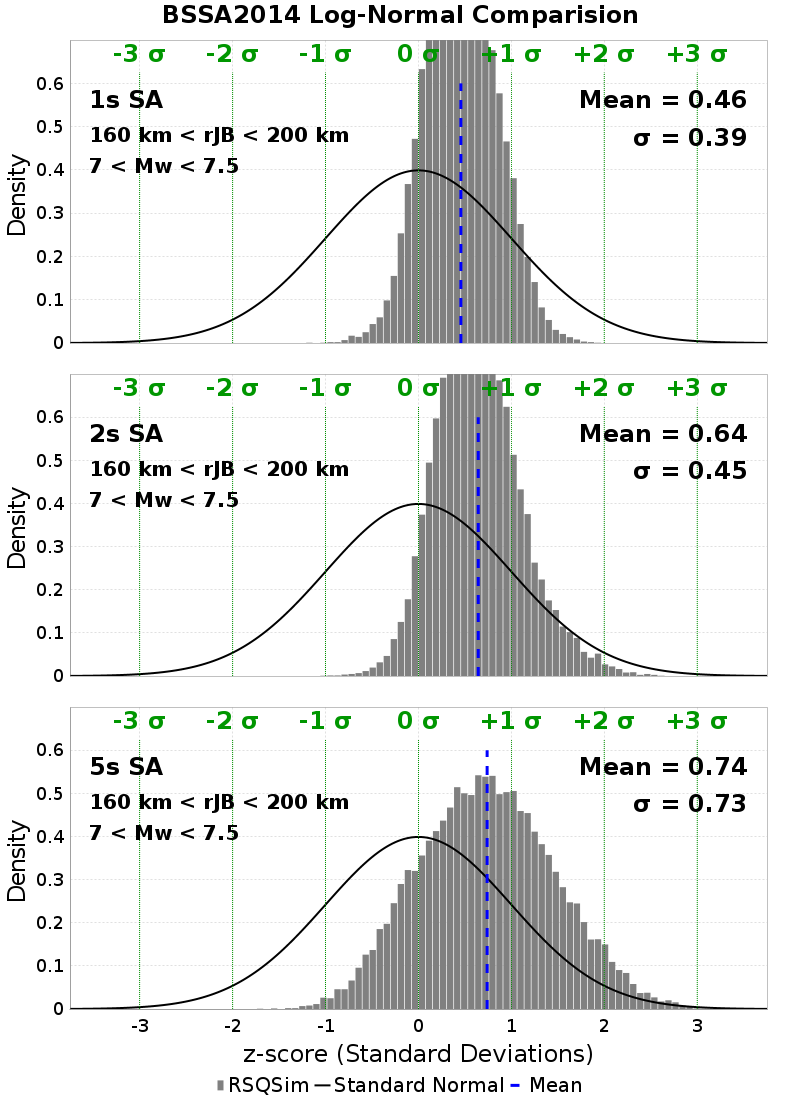 BSSA2014 Log-Normal Comparision
-3 σ -2 σ -1 σ 0 σ +1 σ +2 σ +3 σ
1s SA
160 km < rJB < 200 km
7 < Mw < 7.5
Mean = 0.46
σ = 0.39
Density
0.6
0.5
0.4
0.3
0.2
0.1
0
-3 σ -2 σ -1 σ 0 σ +1 σ +2 σ +3 σ
2s SA
160 km < rJB < 200 km
7 < Mw < 7.5
Mean = 0.64
σ = 0.45
Density
0.6
0.5
0.4
0.3
0.2
0.1
0
-3 σ -2 σ -1 σ 0 σ +1 σ +2 σ +3 σ
5s SA
160 km < rJB < 200 km
7 < Mw < 7.5
Mean = 0.74
σ = 0.73
Density
0.6
0.5
0.4
0.3
0.2
0.1
0
-3 -2 -1 0 1 2 3
z-score (Standard Deviations)
RSQSim Standard Normal Mean